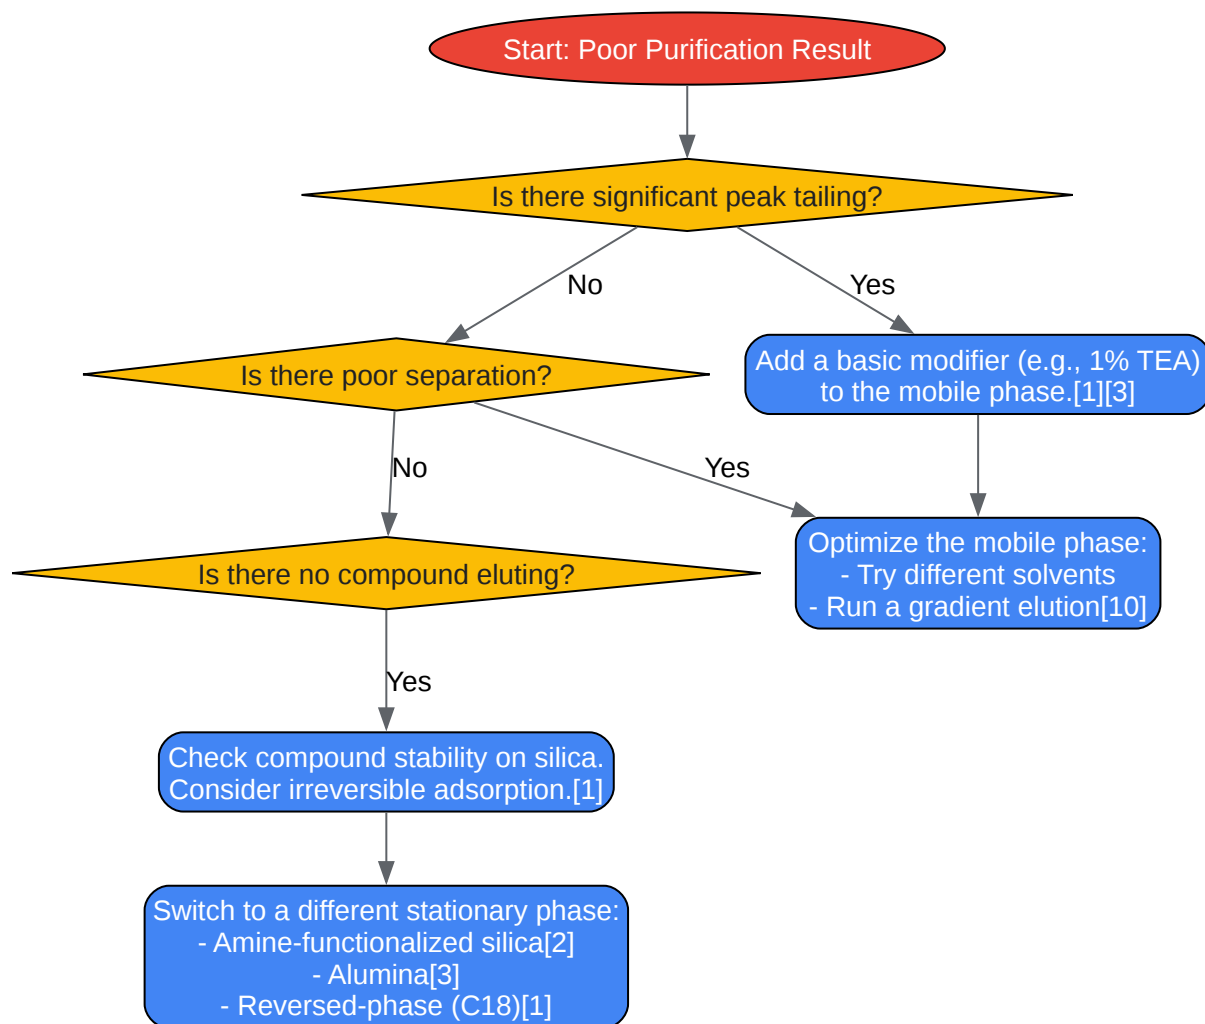 Start: Poor Purification Result
Is there significant peak tailing?
No
Yes
Is there poor separation?
Add a basic modifier (e.g., 1% TEA)
to the mobile phase.[1][3]
No
Yes
Is there no compound eluting?
Optimize the mobile phase:
- Try different solvents
- Run a gradient elution[10]
Yes
Check compound stability on silica.
Consider irreversible adsorption.[1]
Switch to a different stationary phase:
- Amine-functionalized silica[2]
- Alumina[3]
- Reversed-phase (C18)[1]